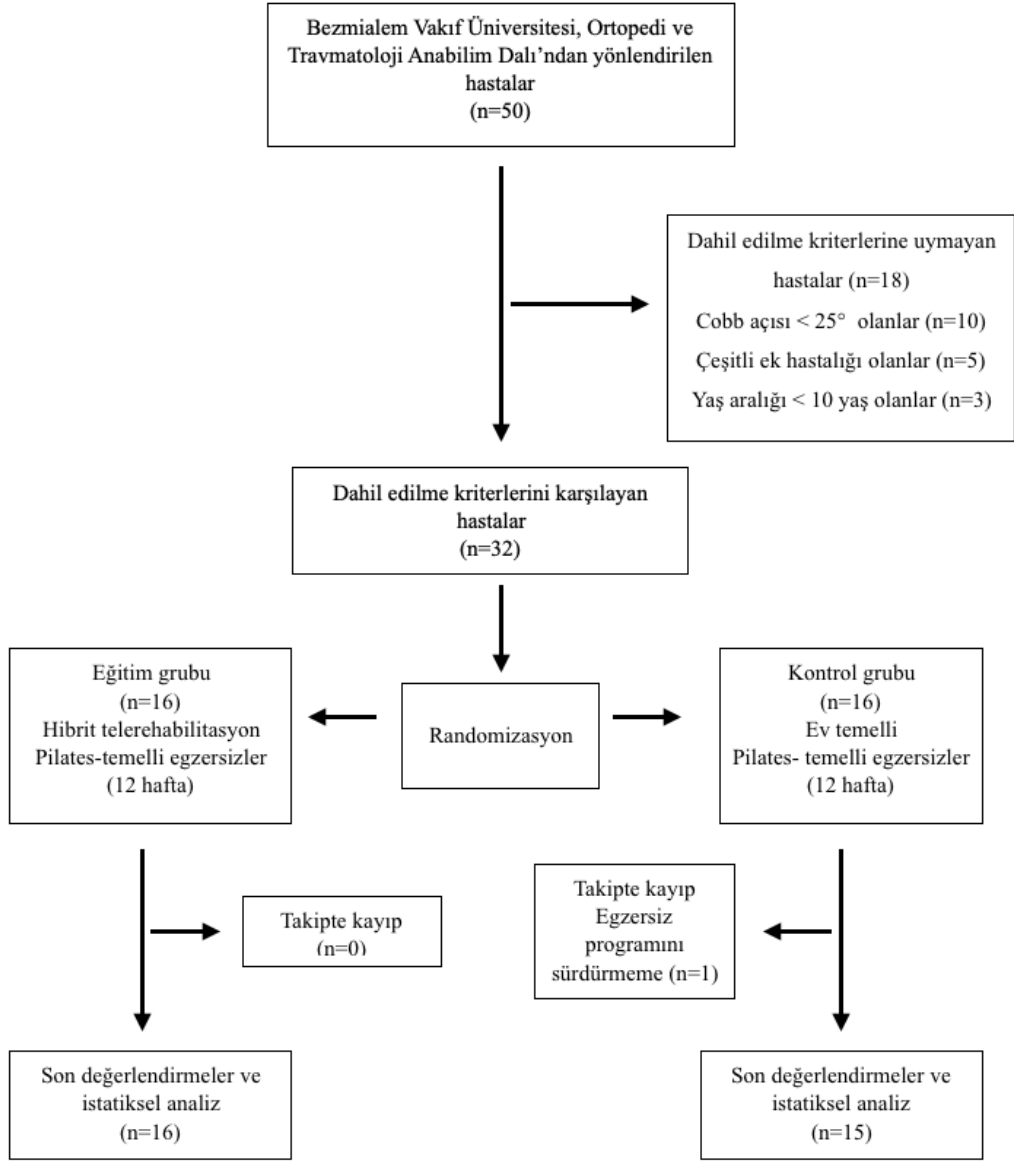 Bezmialem Vakıf Üniversitesi, Ortopedi ve
Travmatoloji Anabilim Dalı’ndan yönlendirilen
hastalar
(n=50)
Dahil edilme kriterlerine uymayan
hastalar (n=18)
Cobb açısı < 25° olanlar (n=10)
Çeşitli ek hastalığı olanlar (n=5)
Yaş aralığı < 10 yaş olanlar (n=3)
Dahil edilme kriterlerini karşılayan
hastalar
(n=32)
Eğitim grubu
(n=16)
Hibrit telerehabilitasyon
Pilates-temelli egzersizler
(12 hafta)
Randomizasyon
Kontrol grubu
(n=16)
Ev temelli
Pilates- temelli egzersizler
(12 hafta)
Takipte kayıp
(n=0)
Takipte kayıp
Egzersiz
programını
sürdürmeme (n=1)
Son değerlendirmeler ve
istatiksel analiz
(n=16)
Son değerlendirmeler ve
istatiksel analiz
(n=15)